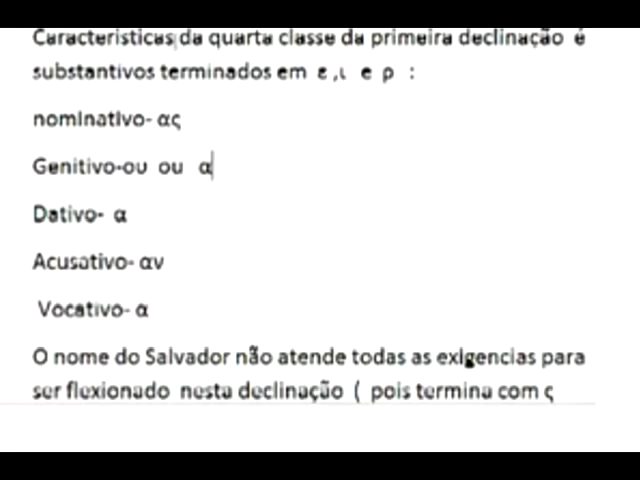 Caracteristicas da quarta classe da primeira declinação é
substantivos terminados em ε ,ι e ρ :
nominativo- ας
Genitivo-ου ou α
Dativo- α
Acusativo- αν
Vocativo- α
O nome do Salvador não atende todas as exigencias para
ser flexionado nesta declinação ( pois termina com ς